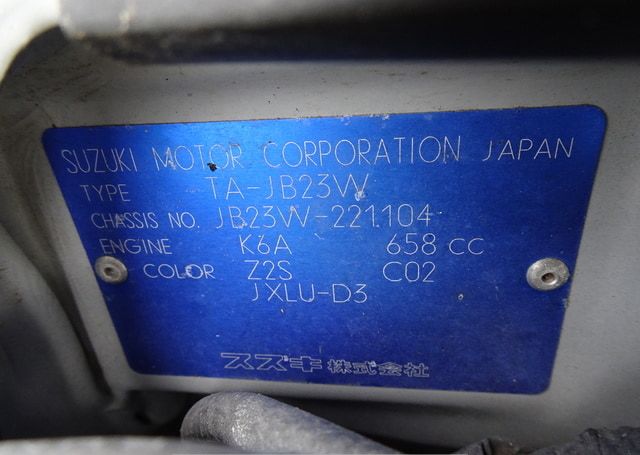 SUZUKI MOTOR CORPORATION JAPAN
TYPE TA-JB23W
CHASSIS NO. JB23W-221104
ENGINE K6A 658 CC
COLOR Z2S C02
JXLU-D3
スズキ株式会社